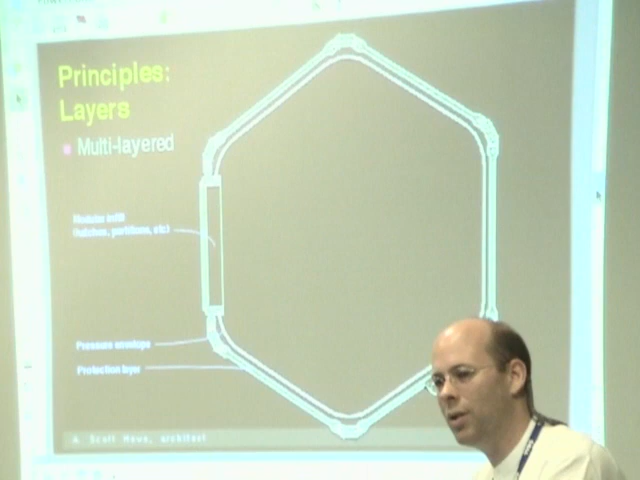 Principles:
Layers
Multi-layered
Modular infill
(hatches, partitions, etc)
Pressure envelope
Protection layer
A. Scott Howe, architect